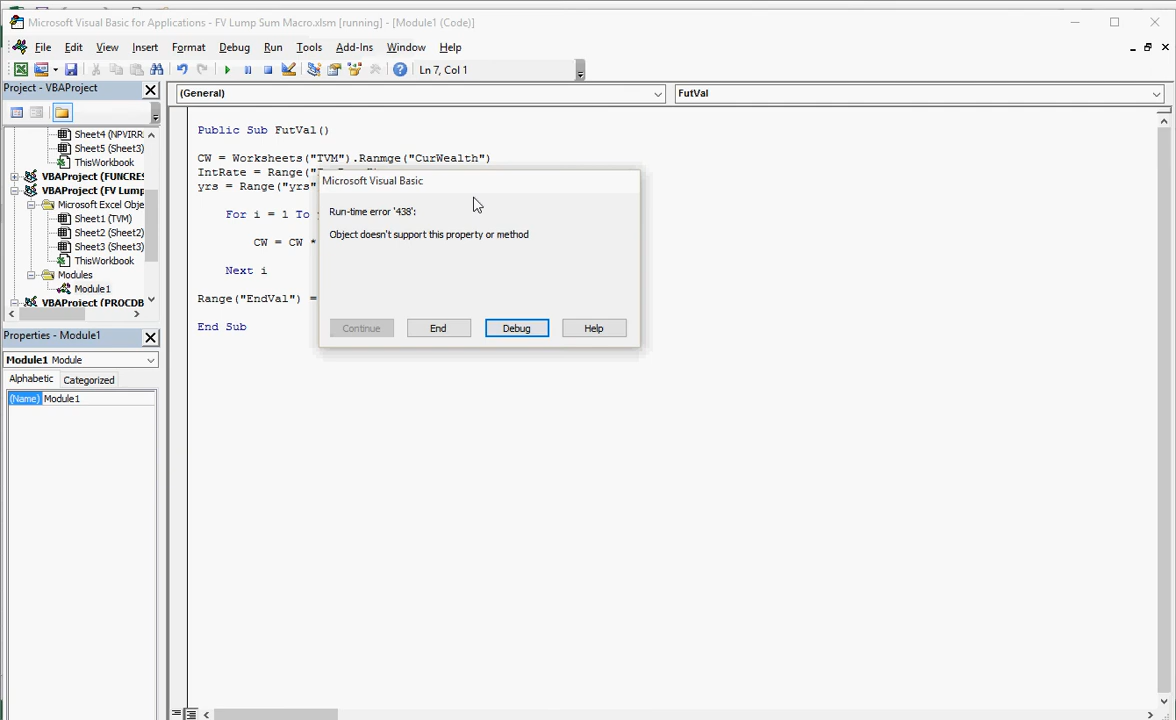 Microsoft Visual Basic for Applications - FV Lump Sum Macro.xlsm [running] - [Module1 (Code)]
File Edit View Insert Format Debug Run Tools Add-Ins Window Help
Ln 7, Col 1
Project - VBAProject
(General)
FutVal
Sheet4 (NPVIRR
Sheet5 (Sheet3)
ThisWorkbook
VBAProject (FUNCRES
VBAProject (FV Lump
Microsoft Excel Obje
Sheet1 (TVM)
Sheet2 (Sheet2)
Sheet3 (Sheet3)
ThisWorkbook
Modules
Module1
VBAProject (PROCDB
Properties - Module1
Module1 Module
Alphabetic Categorized
(Name) Module1
Public Sub FutVal()
CW = Worksheets("TVM").Ranmge("CurWealth")
IntRate = Range("
yrs = Range("yrs"
For i = 1 To
CW = CW *
Next i
Range("EndVal") =
End Sub
Microsoft Visual Basic
Run-time error '438':
Object doesn't support this property or method
Continue End Debug Help